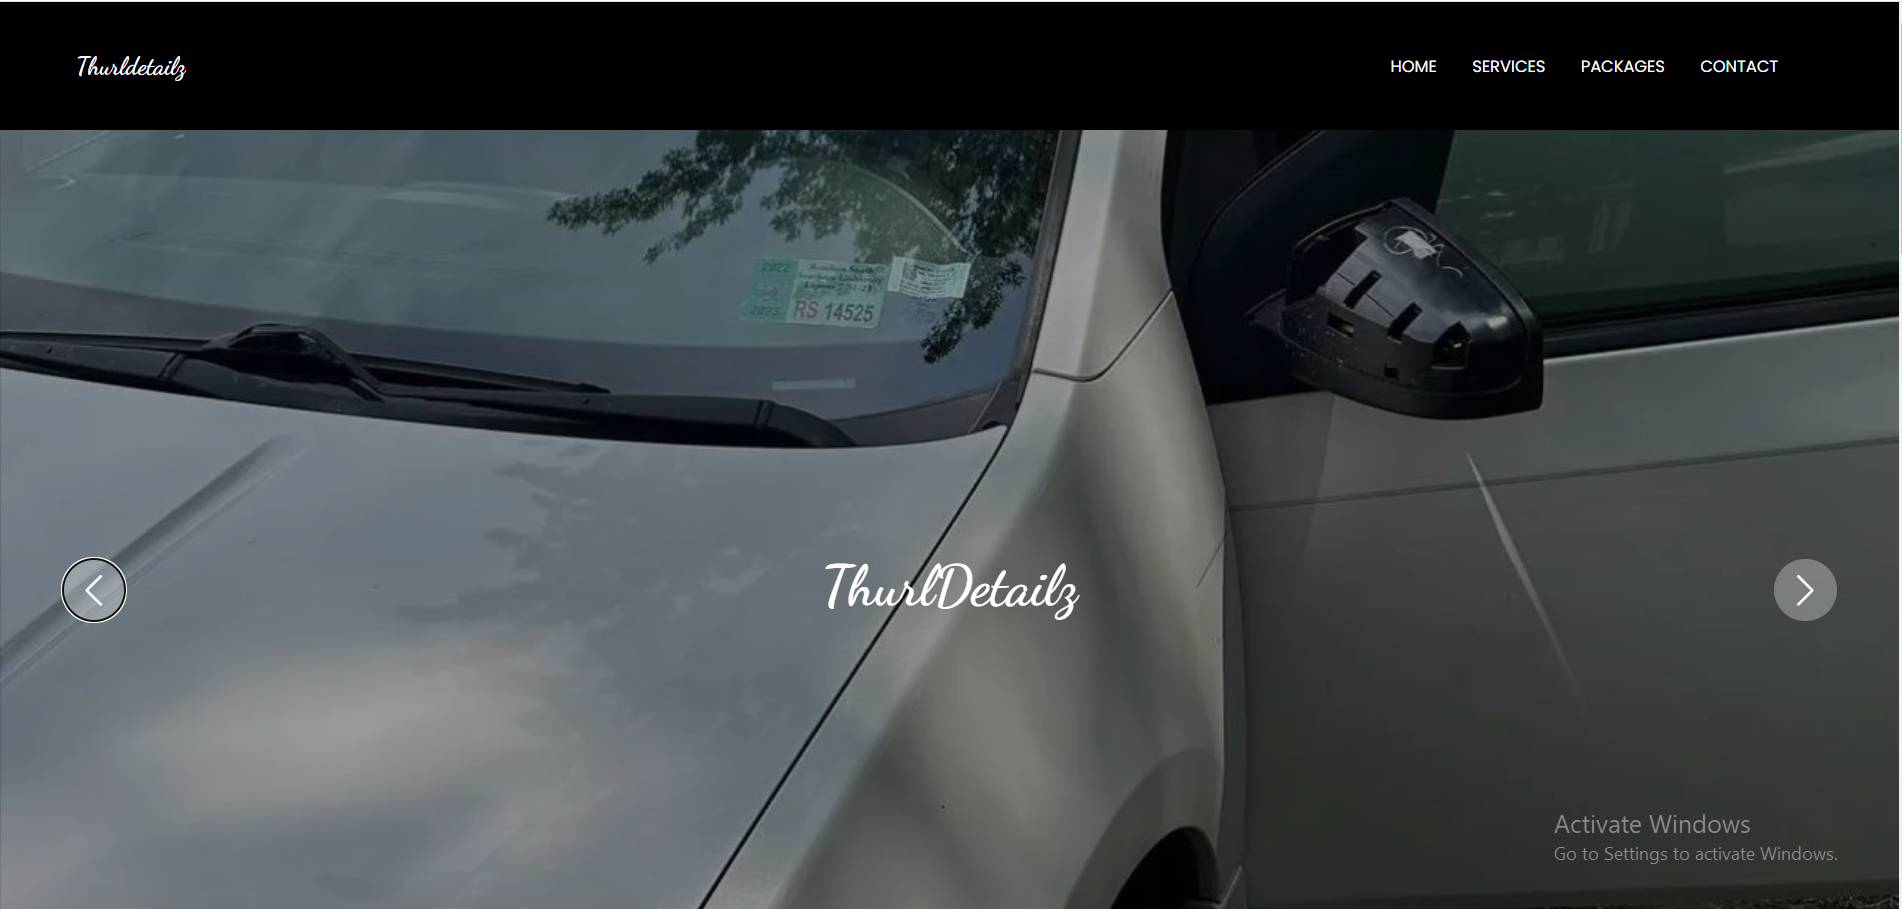 Thurldetailz
HOME SERVICES PACKAGES CONTACT
2022
2023
RS 14525
ThurlDetailz
Activate Windows
Go to Settings to activate Windows.